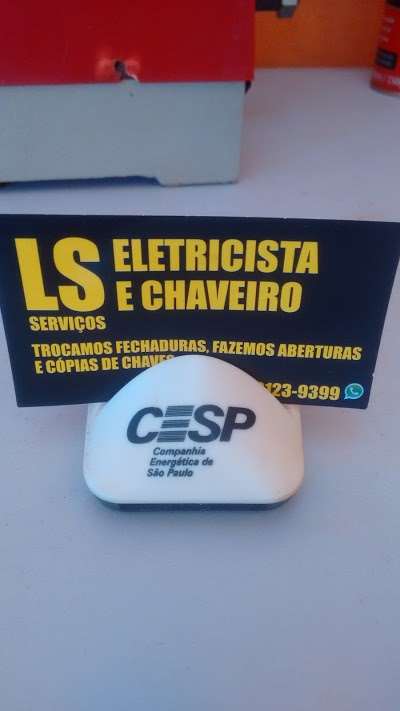 LS ELETRICISTA
E CHAVEIRO
SERVIÇOS
TROCAMOS FECHADURAS, FAZEMOS ABERTURAS
E CÓPIAS DE CHAVES
123-9399
CESP
Companhia
Energética de
São Paulo